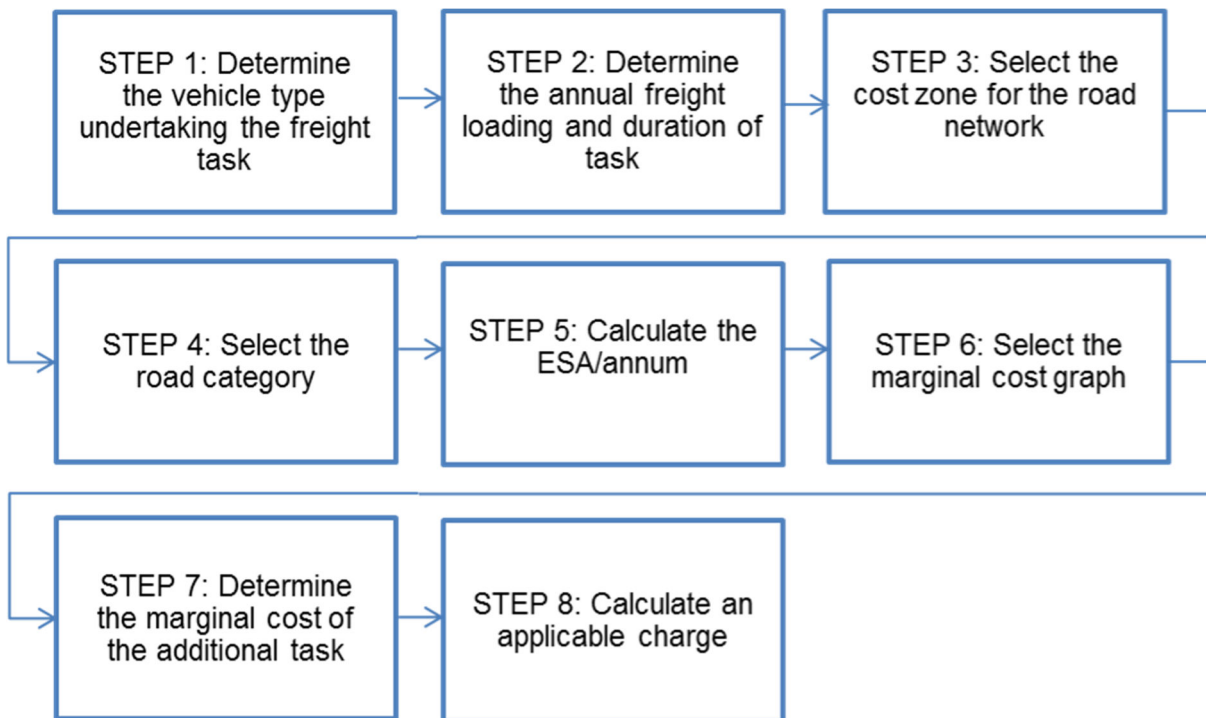 STEP 1: Determine
the vehicle type
undertaking the freight
task
STEP 2: Determine
the annual freight
loading and duration of
task
STEP 3: Select the
cost zone for the road
network
STEP 4: Select the
road category
STEP 5: Calculate the
ESA/annum
STEP 6: Select the
marginal cost graph
STEP 7: Determine
the marginal cost of
the additional task
STEP 8: Calculate an
applicable charge